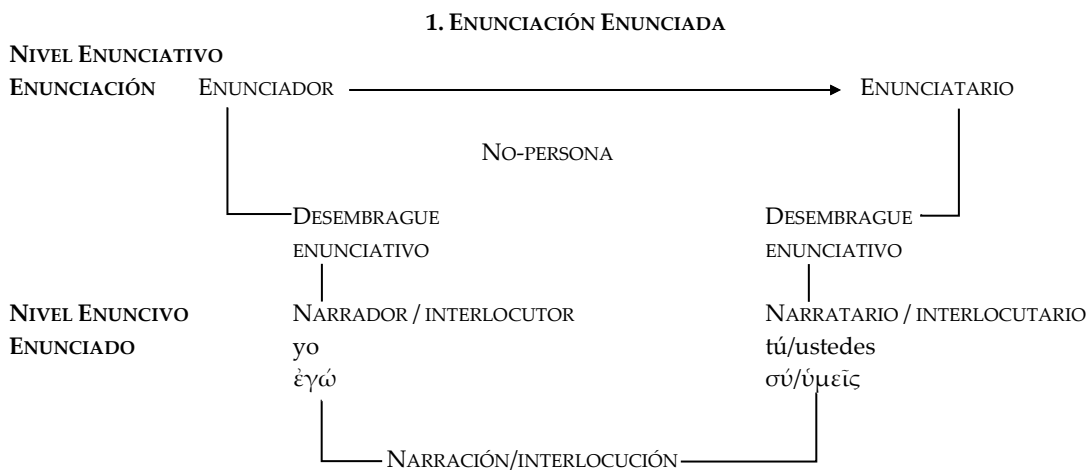 1. ENUNCIACIÓN ENUNCIADA
NIVEL ENUNCIATIVO
ENUNCIACIÓN ENUNCIADOR ENUNCIATARIO
NO-PERSONA
DESEMBRAGUE DESEMBRAGUE
ENUNCIATIVO ENUNCIATIVO
NIVEL ENUNCIVO NARRADOR / INTERLOCUTOR NARRATARIO / INTERLOCUTARIO
ENUNCIADO yo tú/ustedes
ἐγώ σύ/ὑμεῖς
NARRACIÓN/INTERLOCUCIÓN